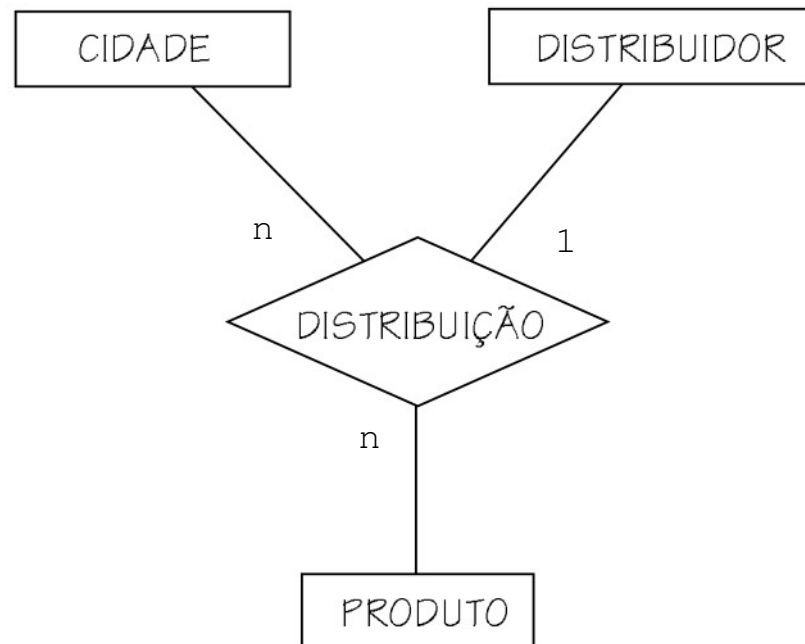 CIDADE
DISTRIBUIDOR
n
1
DISTRIBUIÇÃO
n
PRODUTO